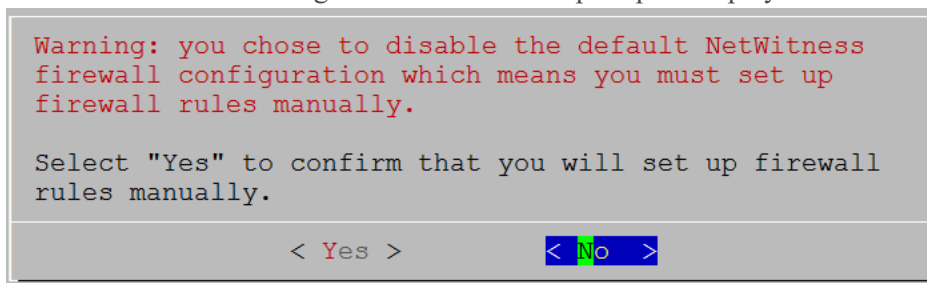 Warning: you chose to disable the default NetWitness
firewall configuration which means you must set up
firewall rules manually.
Select "Yes" to confirm that you will set up firewall
rules manually.
< Yes > < No >